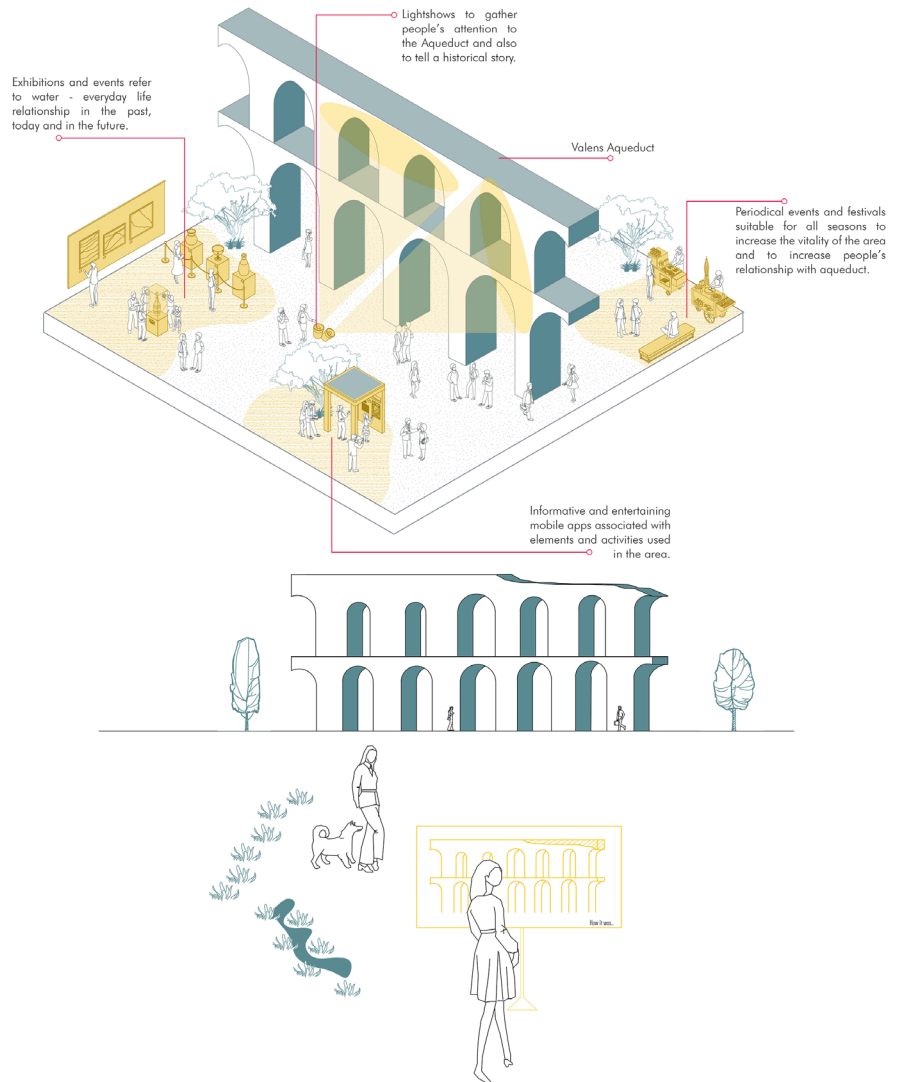 Lightshows to gather
people's attention to
the Aqueduct and also
to tell a historical story.
Exhibitions and events refer
to water - everyday life
relationship in the past,
today and in the future.
Valens Aqueduct
Periodical events and festivals
suitable for all seasons to
increase the vitality of the area
and to increase people's
relationship with aqueduct.
Informative and entertaining
mobile apps associated with
elements and activities used
in the area.
How it was..